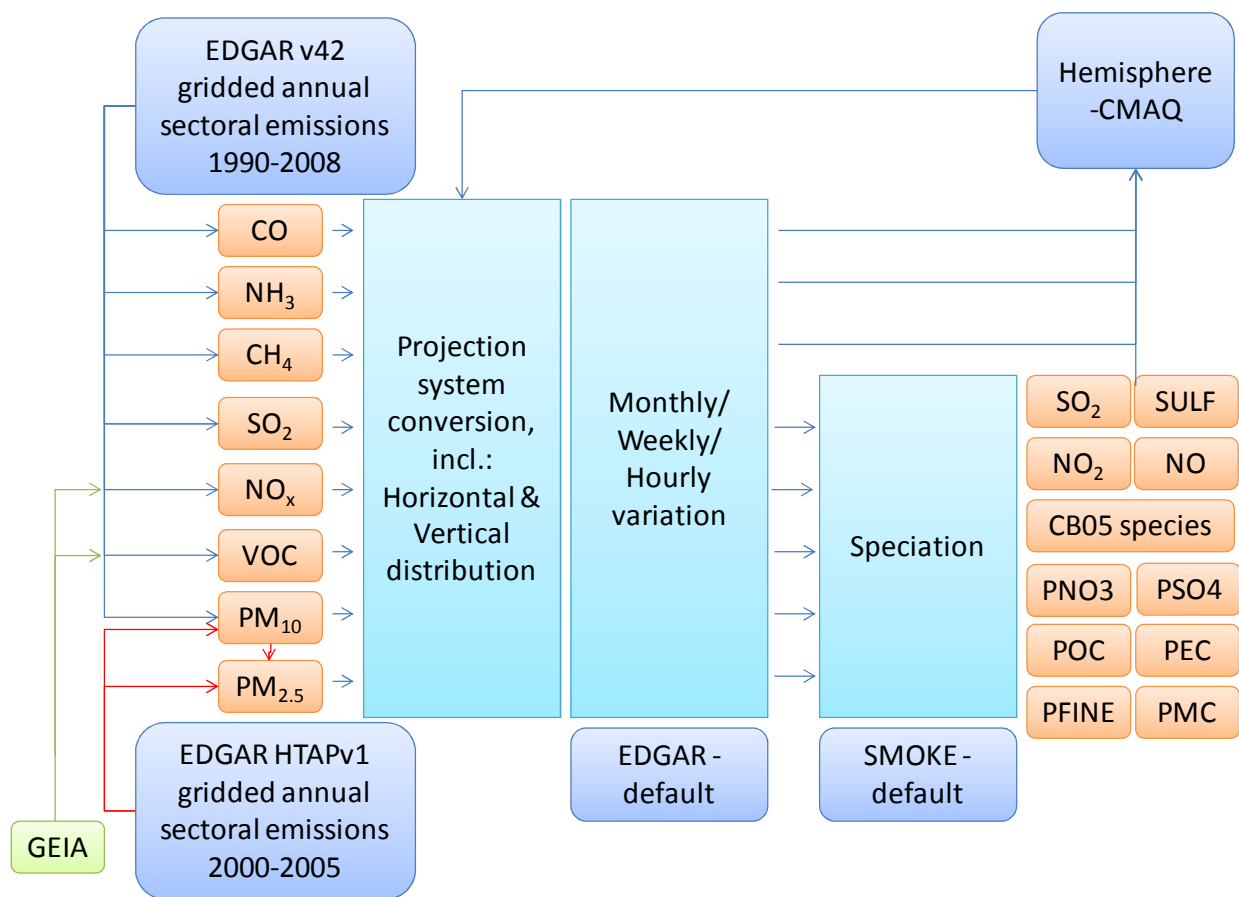 EDGAR v42
gridded annual
sectoral emissions
1990-2008
Hemisphere
-CMAQ
CO
NH₃
CH₄
SO₂
NOₓ
VOC
PM₁₀
PM₂.₅
Projection
system
conversion,
incl.:
Horizontal &
Vertical
distribution
Monthly/
Weekly/
Hourly
variation
Speciation
SO₂ SULF
NO₂ NO
CB05 species
PNO3 PSO4
POC PEC
PFINE PMC
EDGAR HTAPv1
gridded annual
sectoral emissions
2000-2005
EDGAR -
default
SMOKE -
default
GEIA